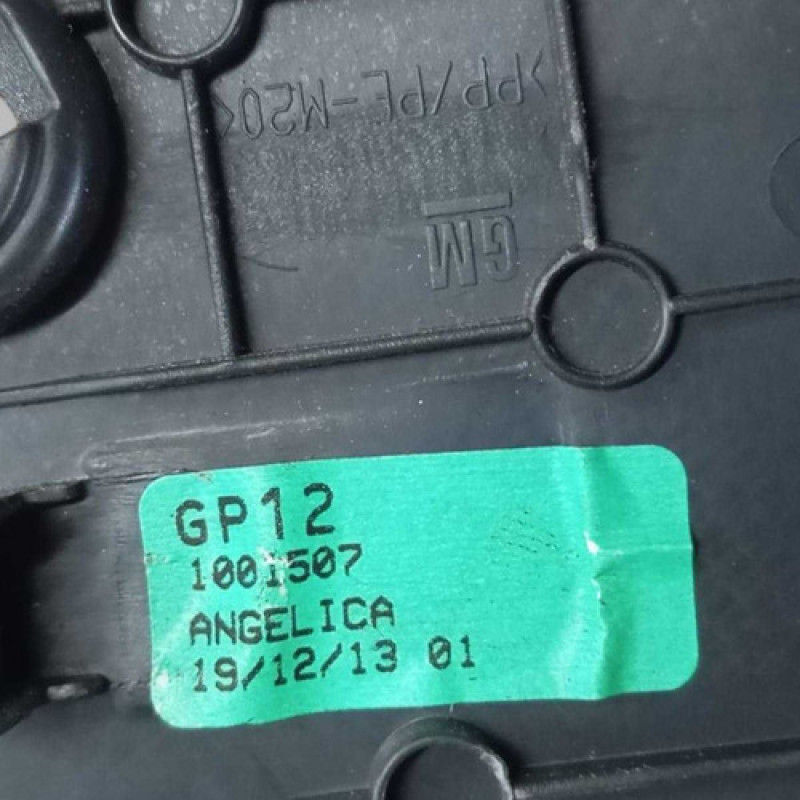 >PP/PE-M20<
GM
GP12
1001507
ANGELICA
19/12/13 01